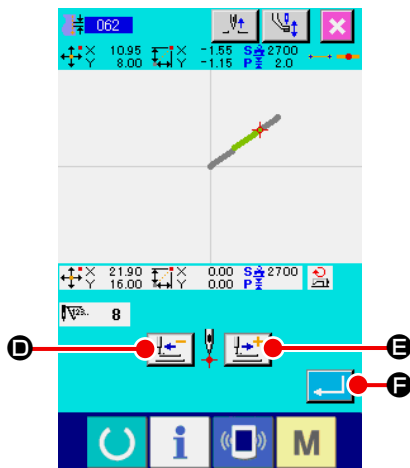 062
X 10.95 X -1.55 S 2700
Y 8.00 Y -1.15 P 2.0
X 21.90 X 0.00 S 2700
Y 16.00 Y 0.00 P
N123.. 8
D E
F
i M